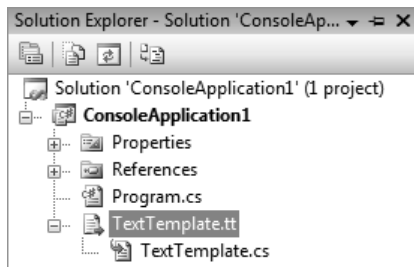 Solution Explorer - Solution 'ConsoleAp...
Solution 'ConsoleApplication1' (1 project)
ConsoleApplication1
Properties
References
Program.cs
TextTemplate.tt
TextTemplate.cs